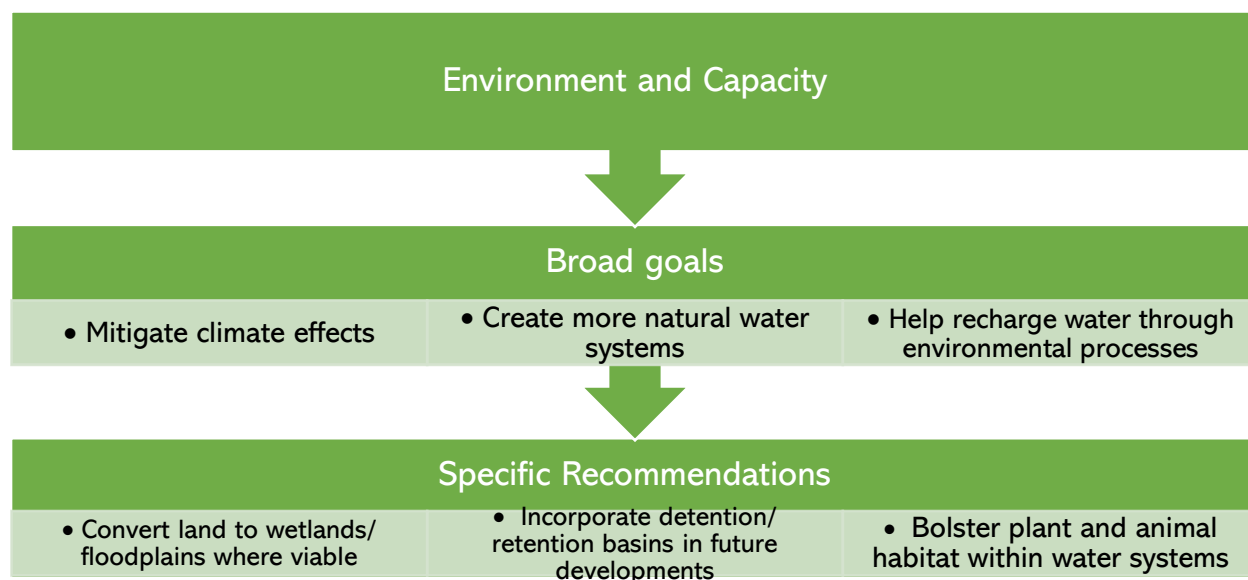 Environment and Capacity
Broad goals
• Mitigate climate effects
• Create more natural water
systems
• Help recharge water through
environmental processes
Specific Recommendations
• Convert land to wetlands/
floodplains where viable
• Incorporate detention/
retention basins in future
developments
• Bolster plant and animal
habitat within water systems